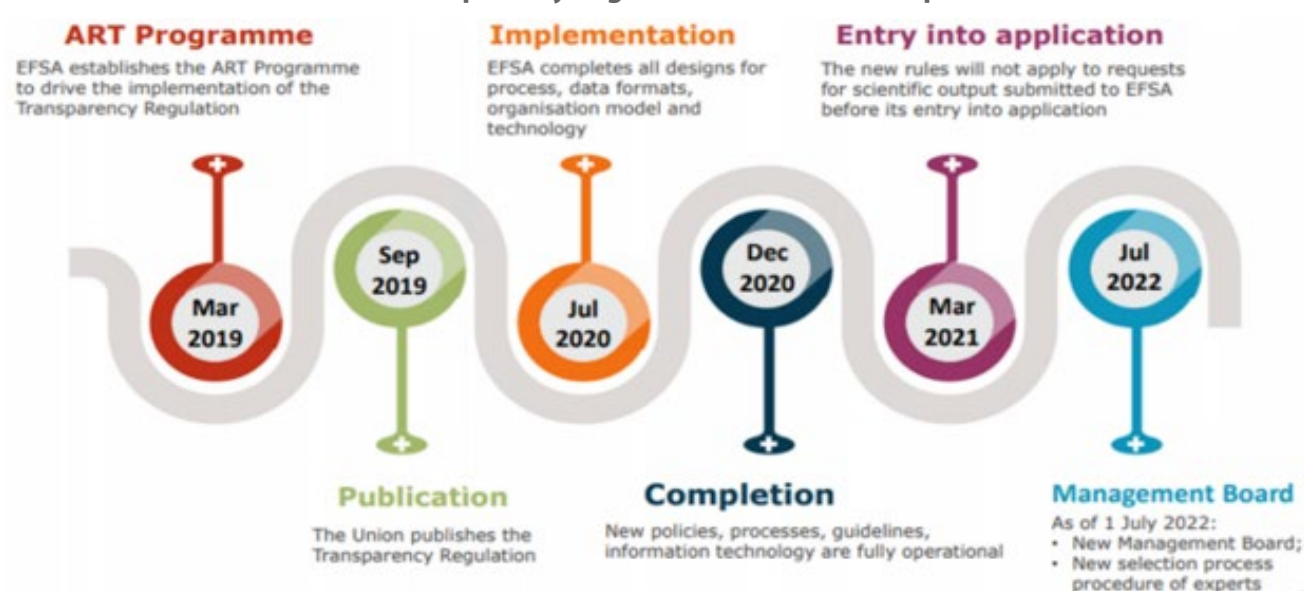 ART Programme
EFSA establishes the ART Programme
to drive the implementation of the
Transparency Regulation
Implementation
EFSA completes all designs for
process, data formats,
organisation model and
technology
Entry into application
The new rules will not apply to requests
for scientific output submitted to EFSA
before its entry into application
Mar
2019
Sep
2019
Jul
2020
Dec
2020
Mar
2021
Jul
2022
Publication
The Union publishes the
Transparency Regulation
Completion
New policies, processes, guidelines,
information technology are fully operational
Management Board
As of 1 July 2022:
• New Management Board;
• New selection process
procedure of experts